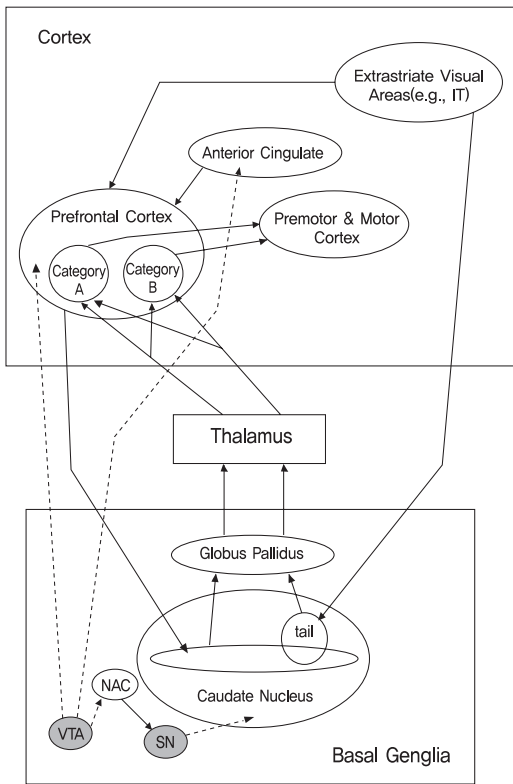 Cortex
Extrastriate Visual
Areas(e.g., IT)
Anterior Cingulate
Prefrontal Cortex
Premotor & Motor
Cortex
Category
A
Category
B
Thalamus
Globus Pallidus
tail
NAC
Caudate Nucleus
VTA
SN
Basal Genglia